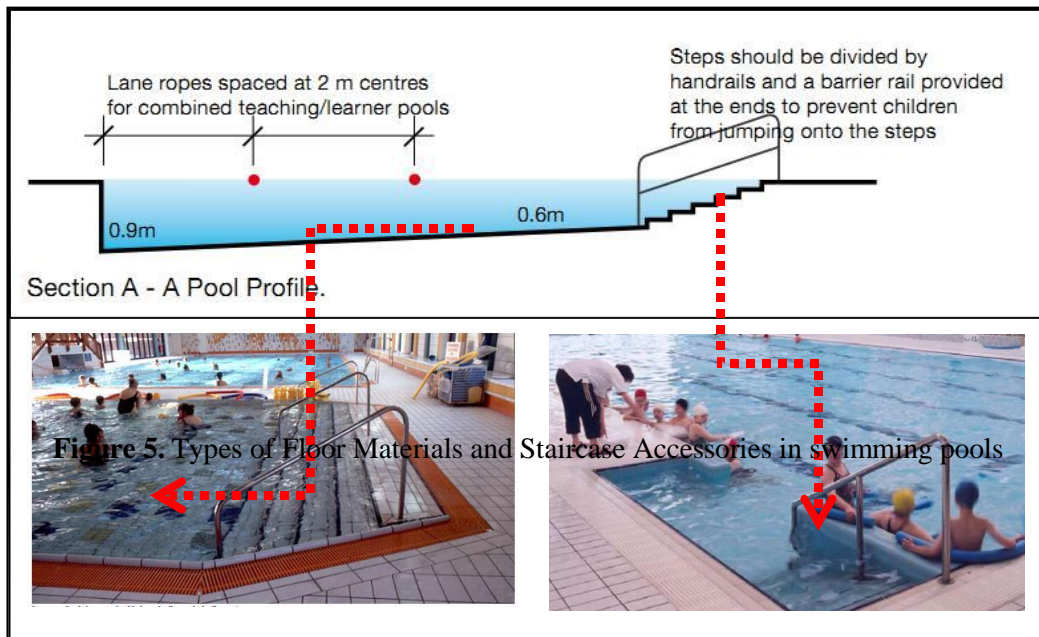 Lane ropes spaced at 2 m centres
for combined teaching/learner pools
Steps should be divided by
handrails and a barrier rail provided
at the ends to prevent children
from jumping onto the steps
0.9m
0.6m
Section A - A Pool Profile.
Figure 5. Types of Floor Materials and Staircase Accessories in swimming pools